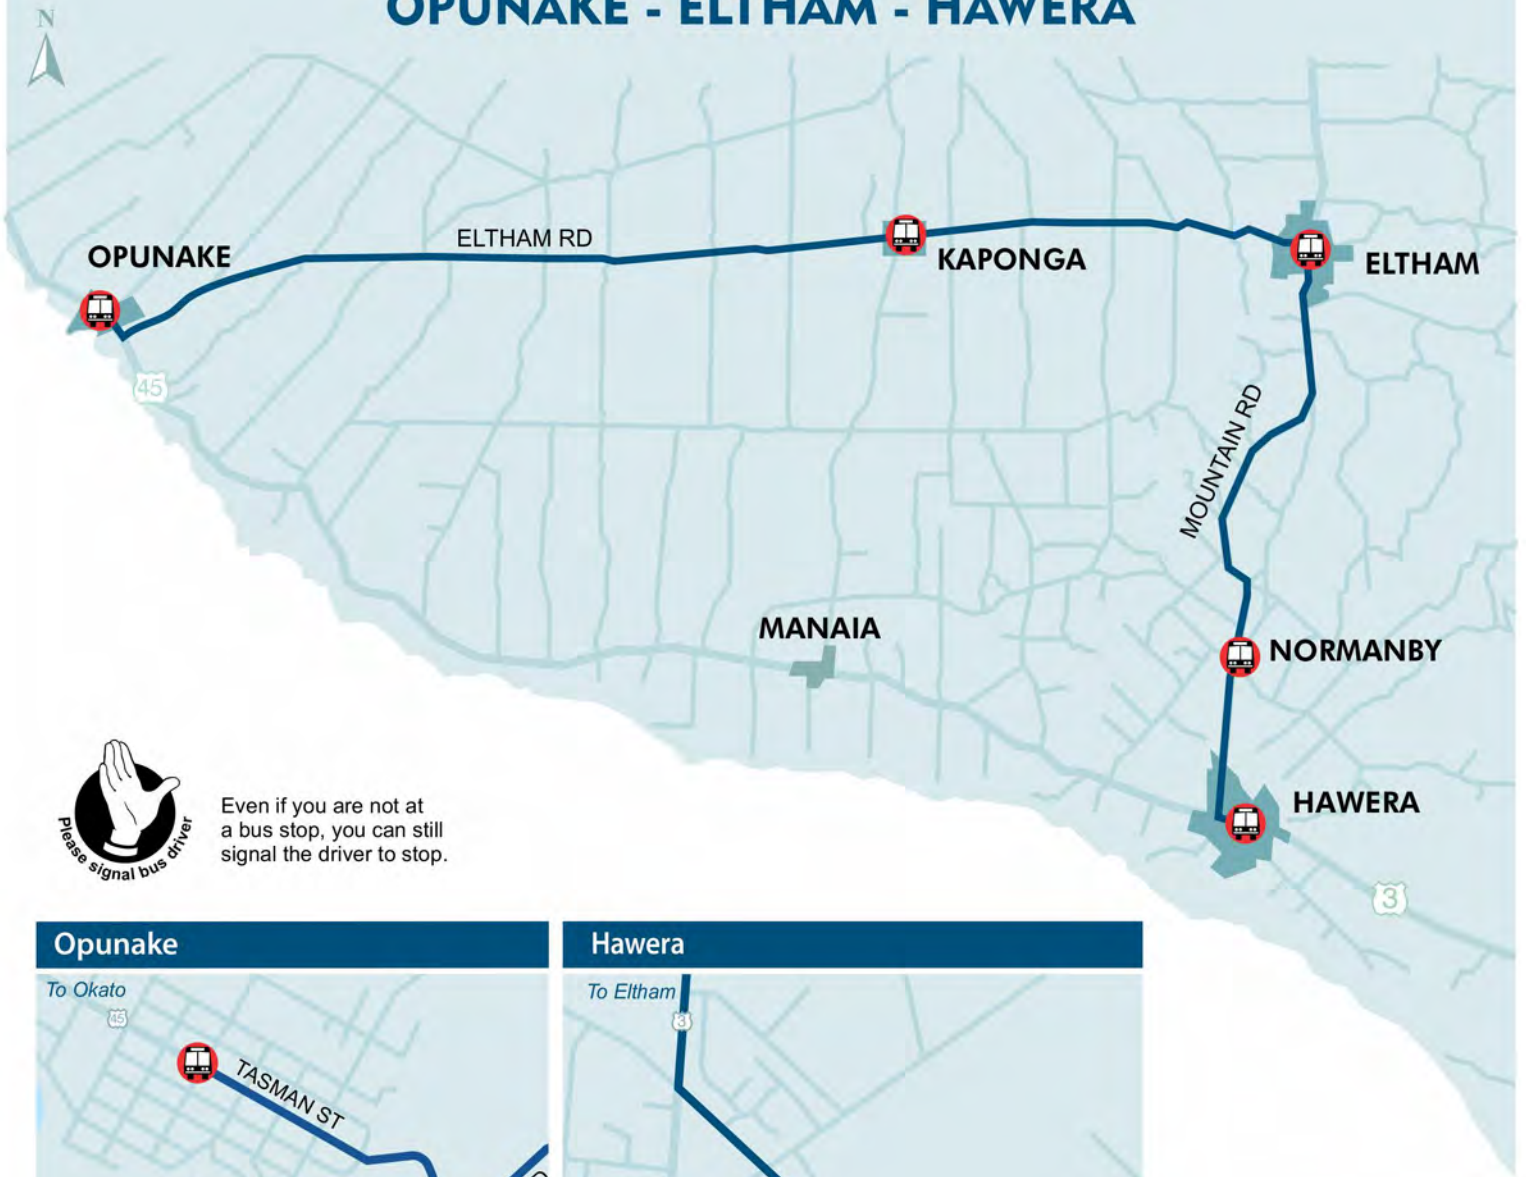 OPUNAKE - ELTHAM - HAWERA
N
ELTHAM RD
OPUNAKE
KAPONGA
ELTHAM
45
MOUNTAIN RD
MANAIA
NORMANBY
HAWERA
Even if you are not at
a bus stop, you can still
signal the driver to stop.
Please signal bus driver
3
Opunake
Hawera
To Okato
45
TASMAN ST
To Eltham
3